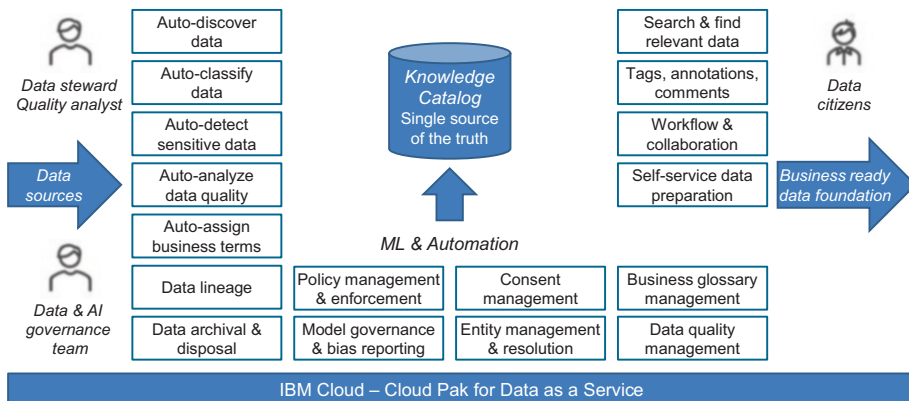 Data steward
Quality analyst
Data
sources
Data & AI
governance
team
Auto-discover
data
Auto-classify
data
Auto-detect
sensitive data
Auto-analyze
data quality
Auto-assign
business terms
Data lineage
Data archival &
disposal
Knowledge
Catalog
Single source
of the truth
ML & Automation
Policy management
& enforcement
Model governance
& bias reporting
Consent
management
Entity management
& resolution
Search & find
relevant data
Tags, annotations,
comments
Workflow &
collaboration
Self-service data
preparation
Business glossary
management
Data quality
management
Data
citizens
Business ready
data foundation
IBM Cloud – Cloud Pak for Data as a Service